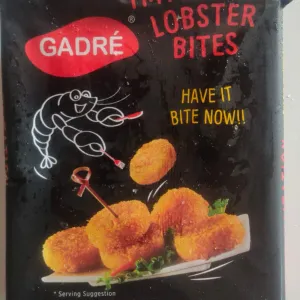 GADRÉ
®
LOBSTER
BITES
HAVE IT
BITE NOW!!
* Serving Suggestion